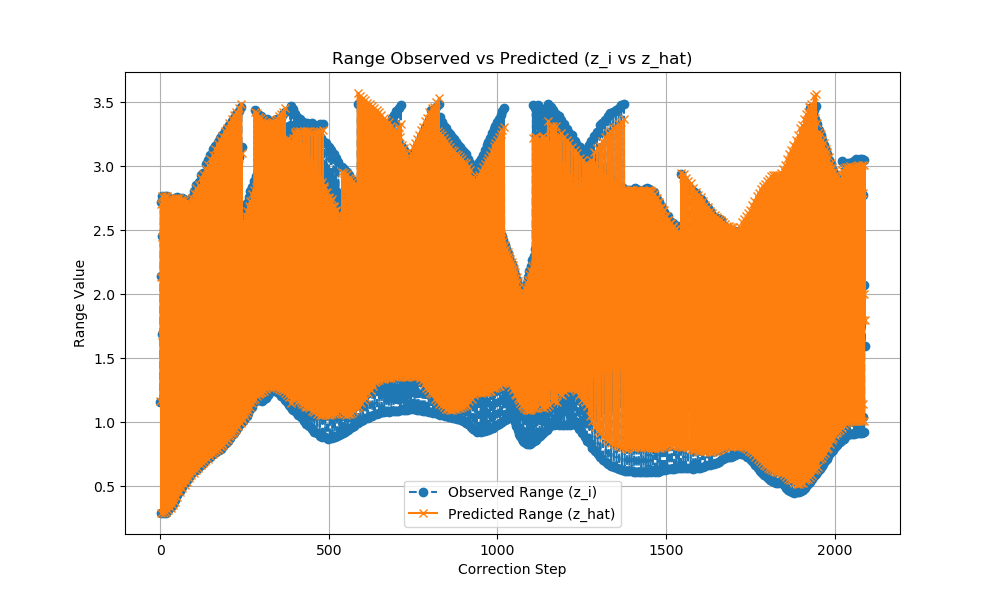 Range Observed vs Predicted (z_i vs z_hat)
3.5
3.0
2.5
2.0
1.5
1.0
0.5
Range Value
Observed Range (z_i)
Predicted Range (z_hat)
0 500 1000 1500 2000
Correction Step